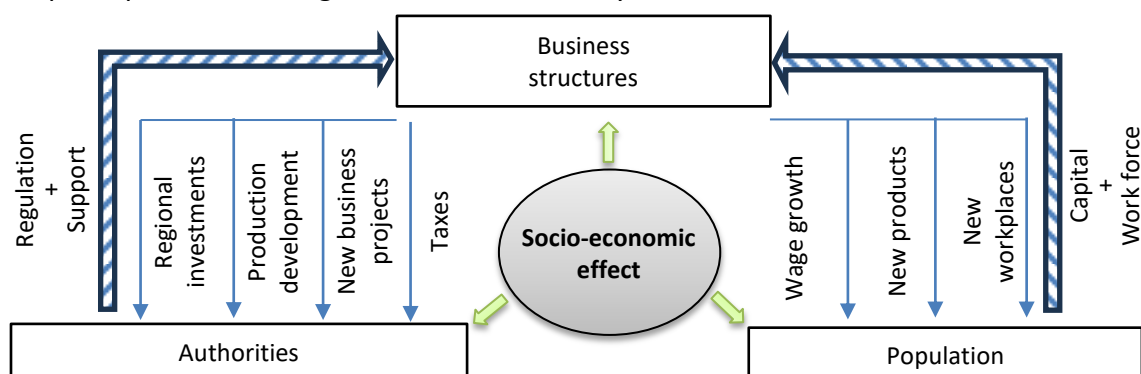 Business
structures
Regulation
+
Support
Regional
investments
Production
development
New business
projects
Taxes
Socio-economic
effect
Wage growth
New products
New
workplaces
Capital
+
Work force
Authorities
Population